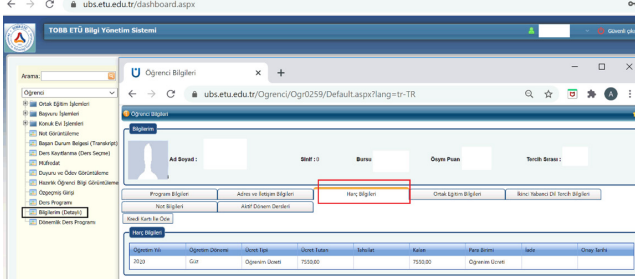 ubs.etu.edu.tr/dashboard.aspx
TOBB ETÜ Bilgi Yönetim Sistemi
Güvenli çıkı
Arama:
Öğrenci
Ortak Eğitim İşlemleri
Başvuru İşlemleri
Konuk Evi İşlemleri
Not Görüntüleme
Başarı Durum Belgesi (Transkript)
Ders Kayıtlanma (Ders Seçme)
Müfredat
Duyuru ve Ödev Görüntüleme
Hazırlık Öğrenci Bilgi Görüntüleme
Özgeçmiş Girişi
Ders Programı
Bilgilerim (Detaylı)
Dönemlik Ders Programı
Öğrenci Bilgileri
ubs.etu.edu.tr/Ogrenci/Ogr0259/Default.aspx?lang=tr-TR
A
Öğrenci Bilgileri
Bilgilerim
Ad Soyad : Sinif : 0 Bursu Ösym Puan Tercih Sırası :
Program Bilgileri Adres ve İletişim Bilgileri Harç Bilgileri Ortak Eğitim Bilgileri İkinci Yabancı Dil Tercih Bilgileri
Not Bilgileri Aktif Dönem Dersleri
Kredi Kartı İle Öde
Harç Bilgileri
Öğretim Yılı Öğretim Dönemi Ücret Tipi Ücret Tutarı Tahsilat Kalan Para Birimi İade Onay Tarihi
2020 Güz Öğrenim Ücreti 7550,00 7550,00 Öğrenim Ücreti